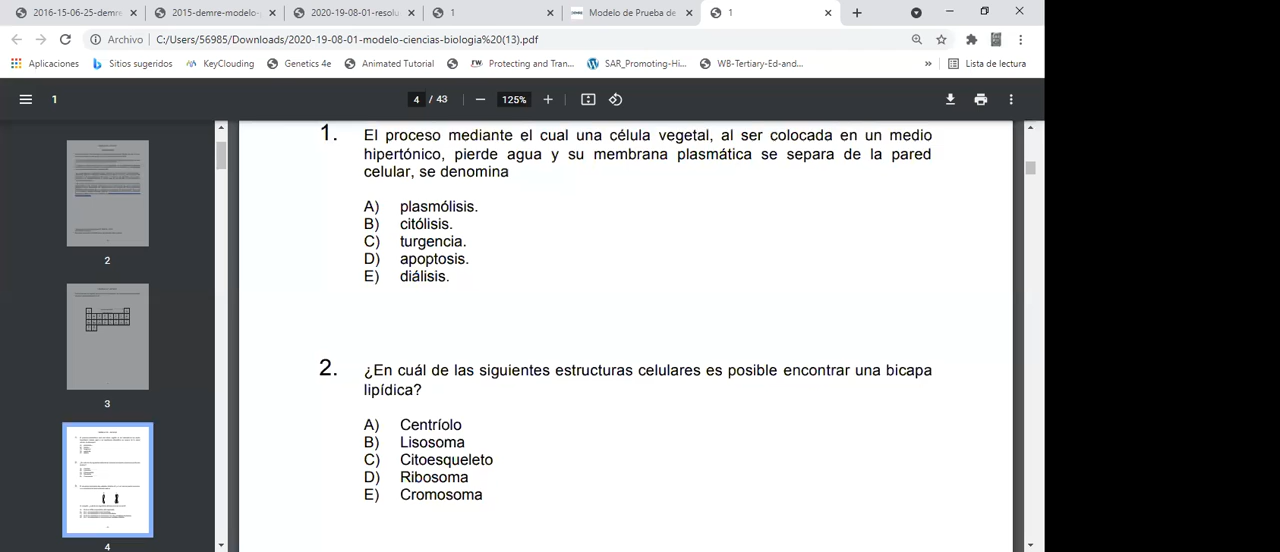 2016-15-06-25-demre
2015-demre-modelo-
2020-19-08-01-resolu
1
Modelo de Prueba de
1
Archivo | C:/Users/56985/Downloads/2020-19-08-01-modelo-ciencias-biologia%20(13).pdf
Aplicaciones Sitios sugeridos KeyClouding Genetics 4e Animated Tutorial Protecting and Tran... SAR_Promoting-Hi... WB-Tertiary-Ed-and... » Lista de lectura
1 4 / 43 125%
1. El proceso mediante el cual una célula vegetal, al ser colocada en un medio
hipertónico, pierde agua y su membrana plasmática se separa de la pared
celular, se denomina
A) plasmólisis.
B) citólisis.
C) turgencia.
D) apoptosis.
E) diálisis.
2. ¿En cuál de las siguientes estructuras celulares es posible encontrar una bicapa
lipídica?
A) Centríolo
B) Lisosoma
C) Citoesqueleto
D) Ribosoma
E) Cromosoma
2
3
4